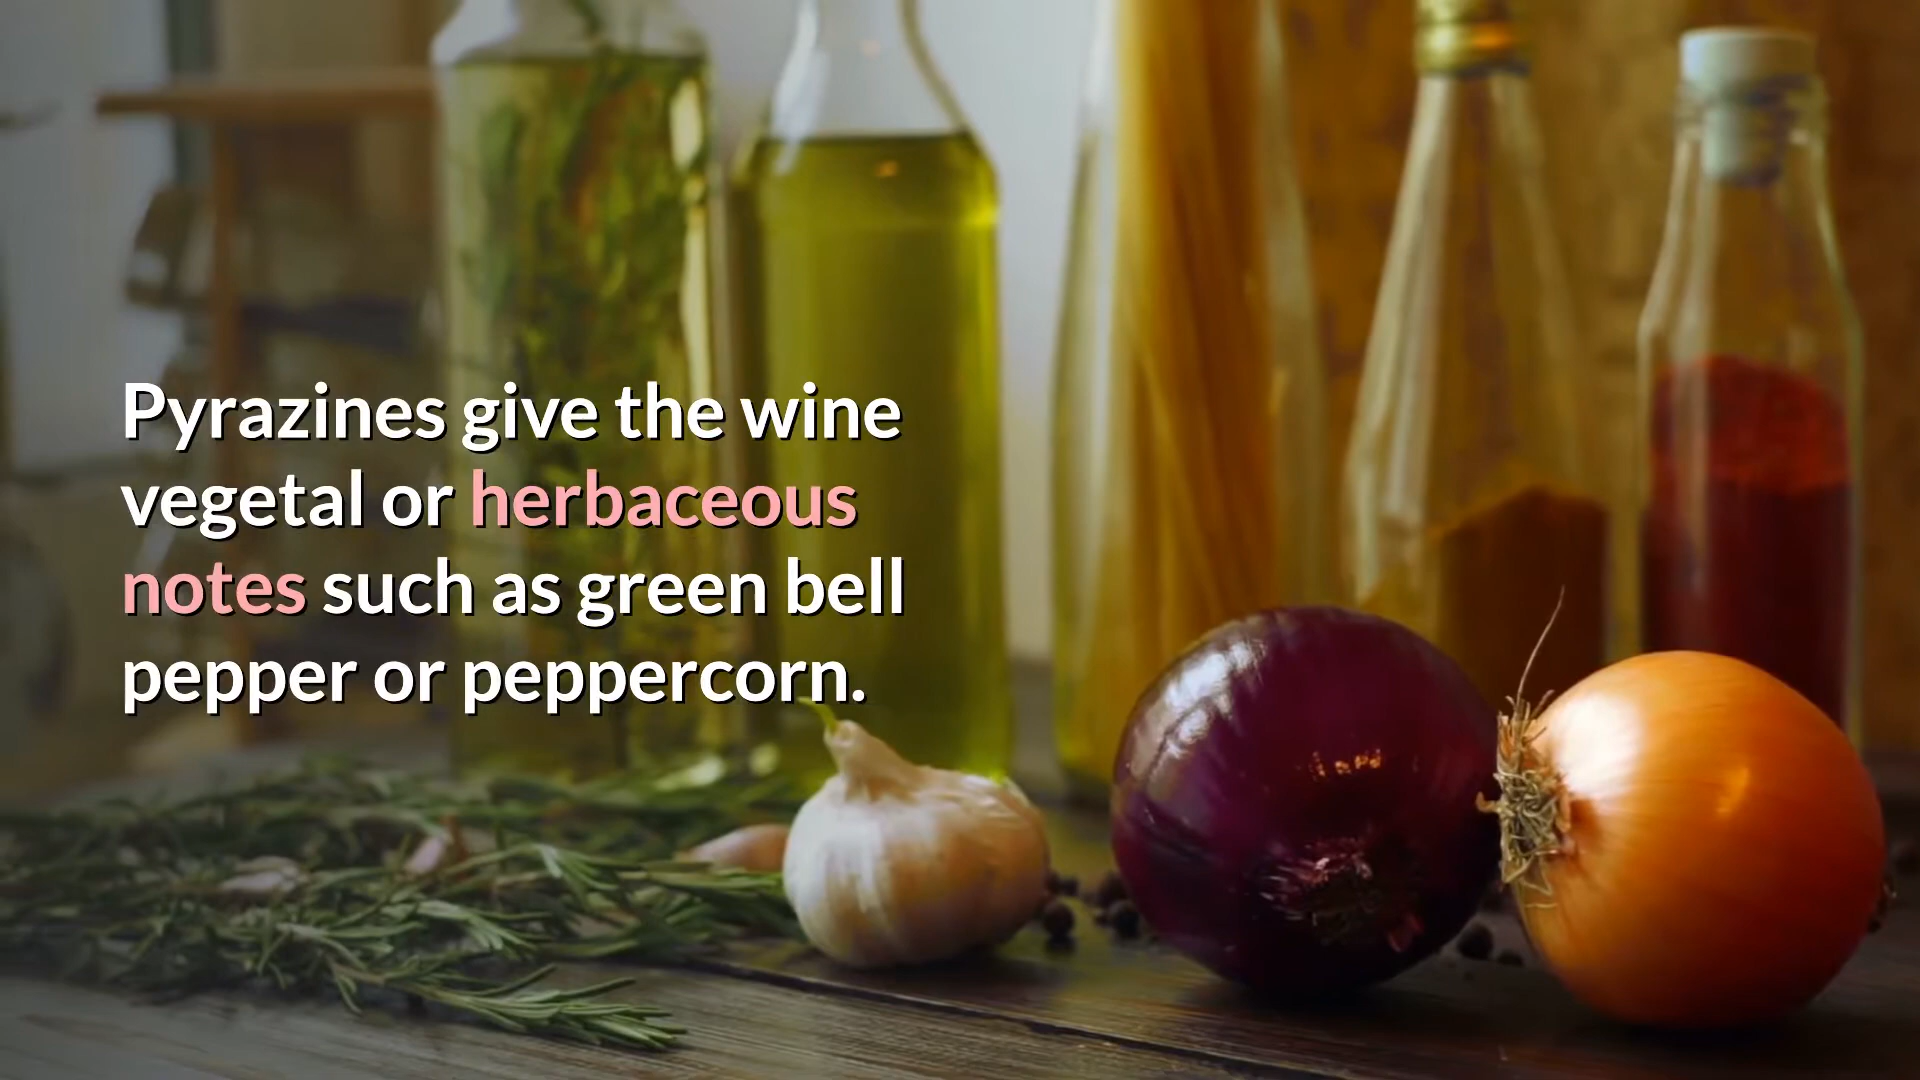 Pyrazines give the wine
vegetal or herbaceous
notes such as green bell
pepper or peppercorn.